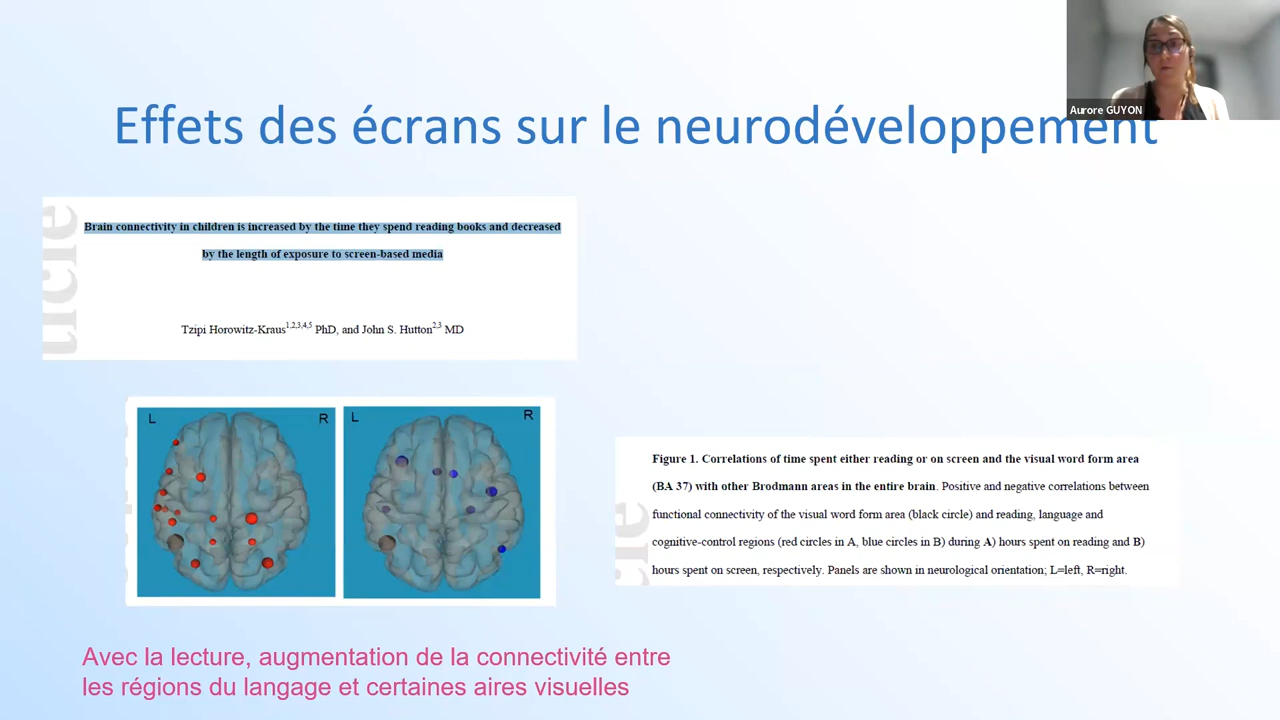 Aurore GUYON
Effets des écrans sur le neurodéveloppement
Brain connectivity in children is increased by the time they spend reading books and decreased
by the length of exposure to screen-based media
Tzipi Horowitz-Kraus1,2,3,4,5 PhD, and John S. Hutton2,3 MD
L R
L R
Figure 1. Correlations of time spent either reading or on screen and the visual word form area
(BA 37) with other Brodmann areas in the entire brain. Positive and negative correlations between
functional connectivity of the visual word form area (black circle) and reading, language and
cognitive-control regions (red circles in A, blue circles in B) during A) hours spent on reading and B)
hours spent on screen, respectively. Panels are shown in neurological orientation; L=left, R=right.
Avec la lecture, augmentation de la connectivité entre
les régions du langage et certaines aires visuelles